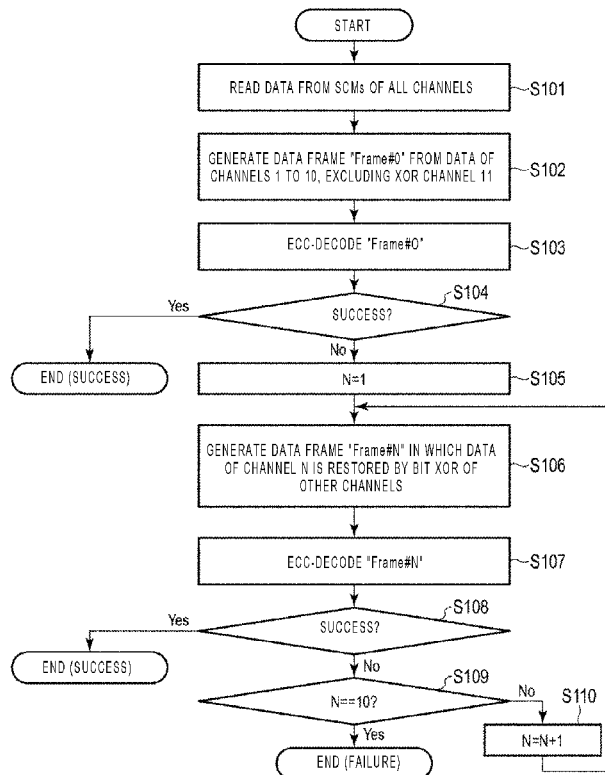 START
READ DATA FROM SCMs OF ALL CHANNELS
S101
GENERATE DATA FRAME "Frame#0" FROM DATA OF
CHANNELS 1 TO 10, EXCLUDING XOR CHANNEL 11
S102
ECC-DECODE "Frame#0"
S103
S104
SUCCESS?
Yes
No
END (SUCCESS)
N=1
S105
GENERATE DATA FRAME "Frame#N" IN WHICH DATA
OF CHANNEL N IS RESTORED BY BIT XOR OF
OTHER CHANNELS
S106
ECC-DECODE "Frame#N"
S107
S108
SUCCESS?
Yes
No
END (SUCCESS)
S109
N==10?
No
S110
N=N+1
Yes
END (FAILURE)